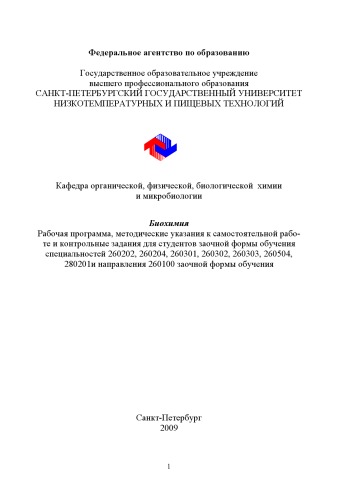 Федеральное агентство по образованию
Государственное образовательное учреждение
высшего профессионального образования
САНКТ-ПЕТЕРБУРГСКИЙ ГОСУДАРСТВЕННЫЙ УНИВЕРСИТЕТ
НИЗКОТЕМПЕРАТУРНЫХ И ПИЩЕВЫХ ТЕХНОЛОГИЙ
Кафедра органической, физической, биологической химии
и микробиологии
Биохимия
Рабочая программа, методические указания к самостоятельной рабо-
те и контрольные задания для студентов заочной формы обучения
специальностей 260202, 260204, 260301, 260302, 260303, 260504,
280201и направления 260100 заочной формы обучения
Санкт-Петербург
2009
1